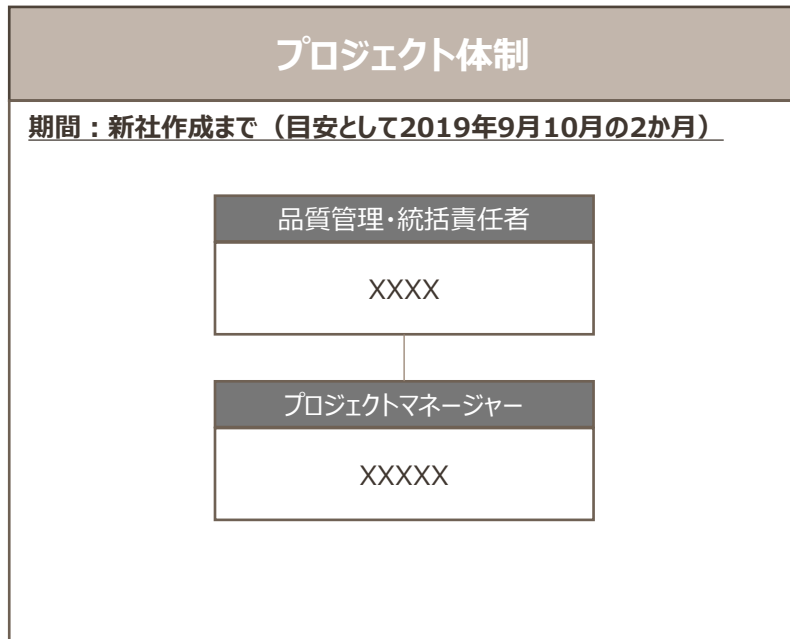 プロジェクト体制
期間：新社作成まで（目安として2019年9月10月の2か月）
品質管理・統括責任者
XXXX
プロジェクトマネージャー
XXXXX